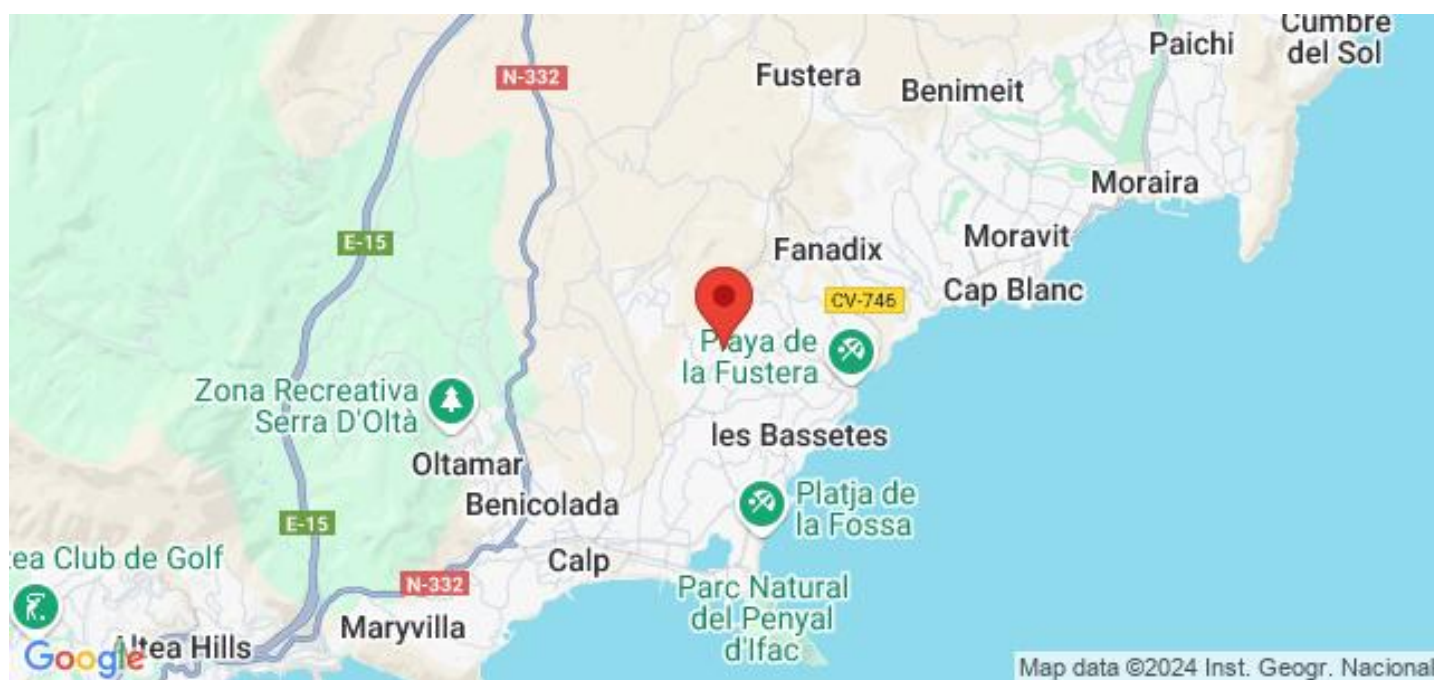 Cumbre
del Sol
Paichi
Fustera
N-332
Benimeit
Moraira
E-15
Fanadix
Moravit
CV-746
Cap Blanc
Playa de
la Fustera
Zona Recreativa
Serra D'Oltà
les Bassetes
Oltamar
Benicolada
Platja de
la Fossa
E-15
tea Club de Golf
Calp
N-332
Parc Natural
del Penyal
d'Ifac
Maryvilla
Altea Hills
Google
Map data ©2024 Inst. Geogr. Nacional